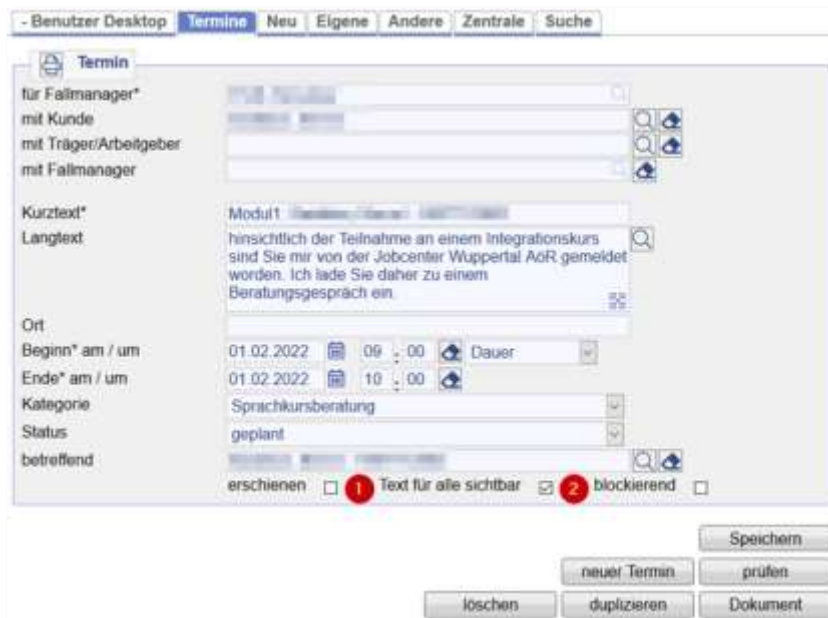 - Benutzer Desktop Termine Neu Eigene Andere Zentrale Suche
Termin
für Fallmanager*
mit Kunde
mit Träger/Arbeitgeber
mit Fallmanager
Kurztext* Modul1
Langtext hinsichtlich der Teilnahme an einem Integrationskurs
sind Sie mir von der Jobcenter Wuppertal AöR gemeldet
worden. Ich lade Sie daher zu einem
Beratungsgespräch ein.
Ort
Beginn* am / um 01.02.2022 09 : 00 Dauer
Ende* am / um 01.02.2022 10 : 00
Kategorie Sprachkursberatung
Status geplant
betreffend
erschienen 1 Text für alle sichtbar 2 blockierend
Speichern
neuer Termin prüfen
löschen duplizieren Dokument